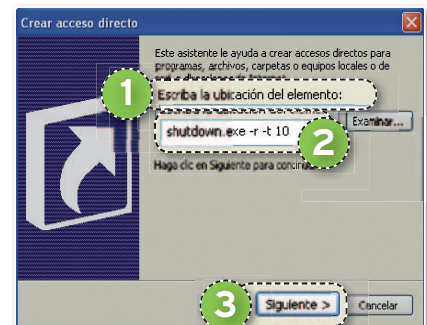 Crear acceso directo
Este asistente le ayuda a crear accesos directos para
programas, archivos, carpetas o equipos locales o de
1
Escriba la ubicación del elemento:
shutdown.exe -r -t 10
Examinar...
2
Haga clic en Siguiente para
3
Siguiente >
Cancelar